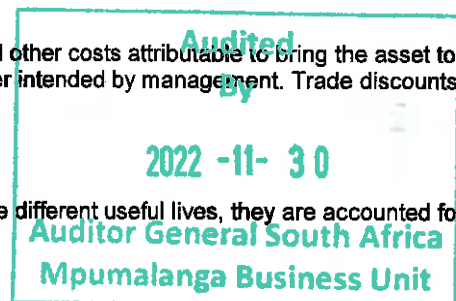 other costs attributable to bring the asset to
er intended by management. Trade discounts
Audited
By
2022 -11- 30
e different useful lives, they are accounted fo
Auditor General South Africa
Mpumalanga Business Unit